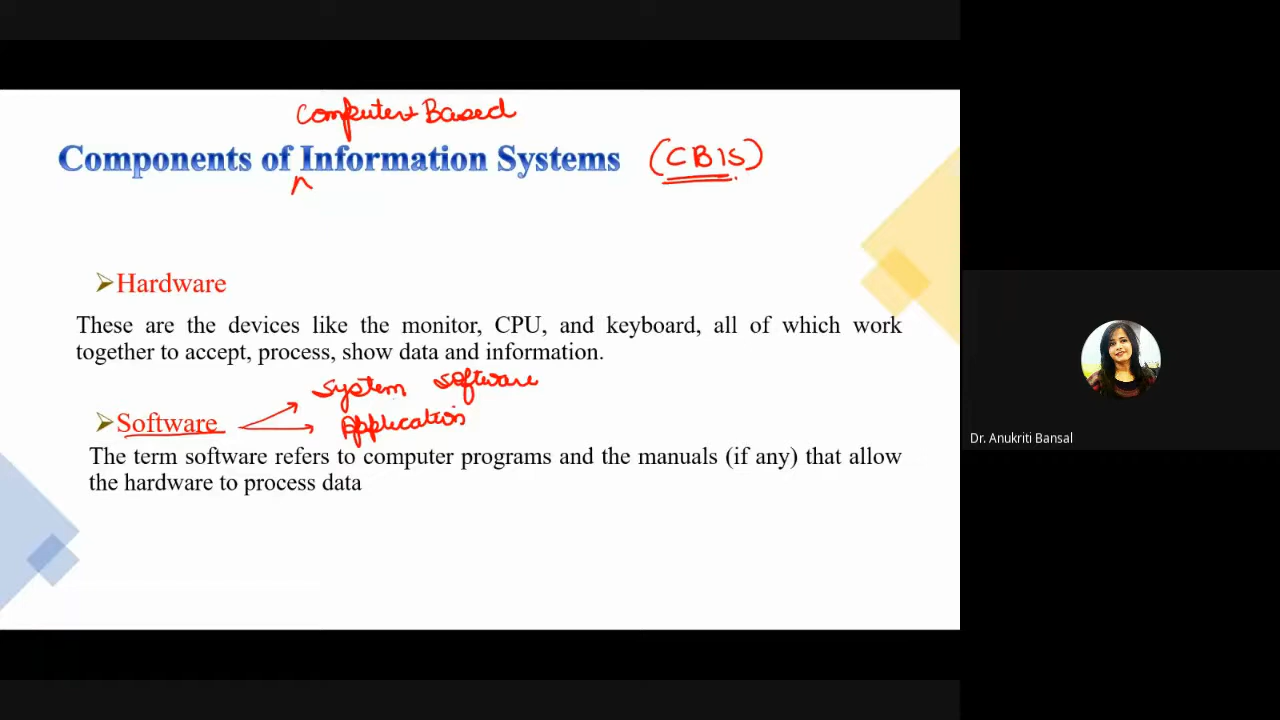 Computer Based
Components of Information Systems (CBIS)
Hardware
These are the devices like the monitor, CPU, and keyboard, all of which work
together to accept, process, show data and information.
System Software
Software
Application
The term software refers to computer programs and the manuals (if any) that allow
the hardware to process data
Dr. Anukriti Bansal